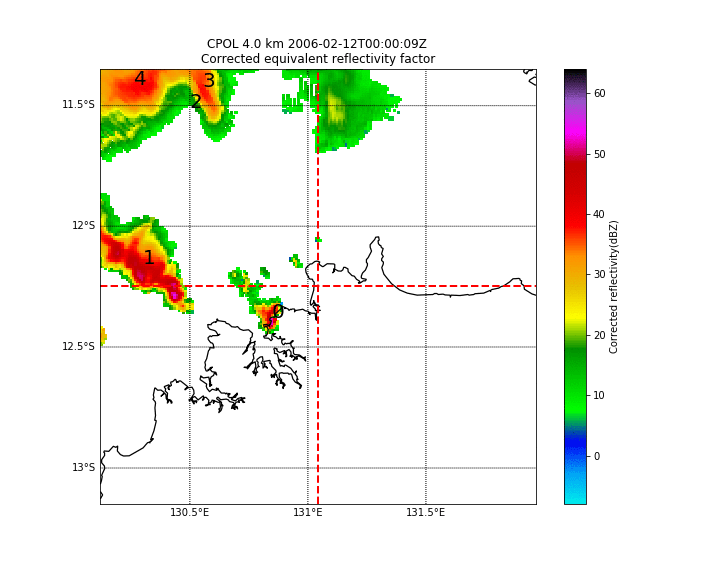 CPOL 4.0 km 2006-02-12T00:00:09Z
Corrected equivalent reflectivity factor
4
3
2
1
0
11.5°S
12°S
12.5°S
13°S
130.5°E
131°E
131.5°E
60
50
40
30
20
10
0
Corrected reflectivity(dBZ)